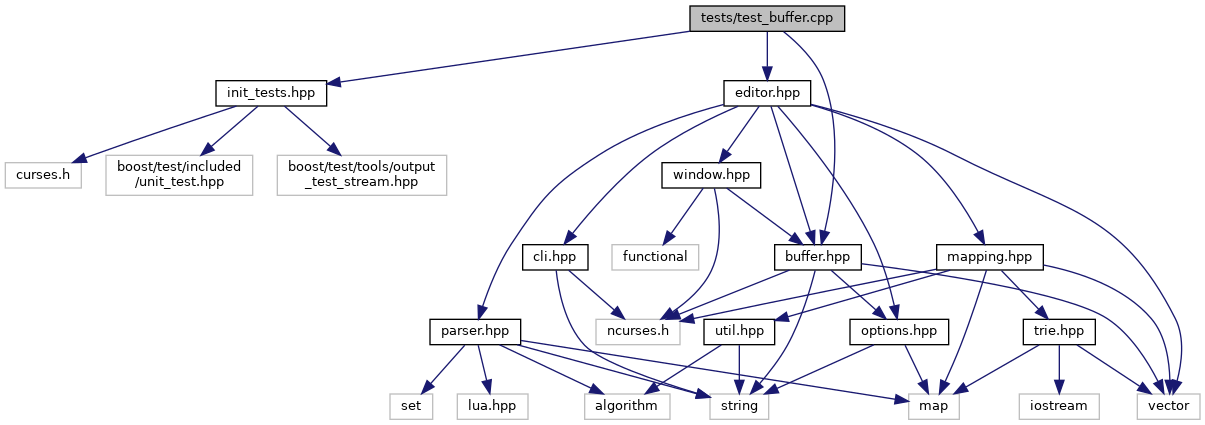 tests/test_buffer.cpp
init_tests.hpp
editor.hpp
curses.h
boost/test/included
/unit_test.hpp
boost/test/tools/output
_test_stream.hpp
window.hpp
cli.hpp
functional
buffer.hpp
mapping.hpp
parser.hpp
ncurses.h
util.hpp
options.hpp
trie.hpp
set
lua.hpp
algorithm
string
map
iostream
vector